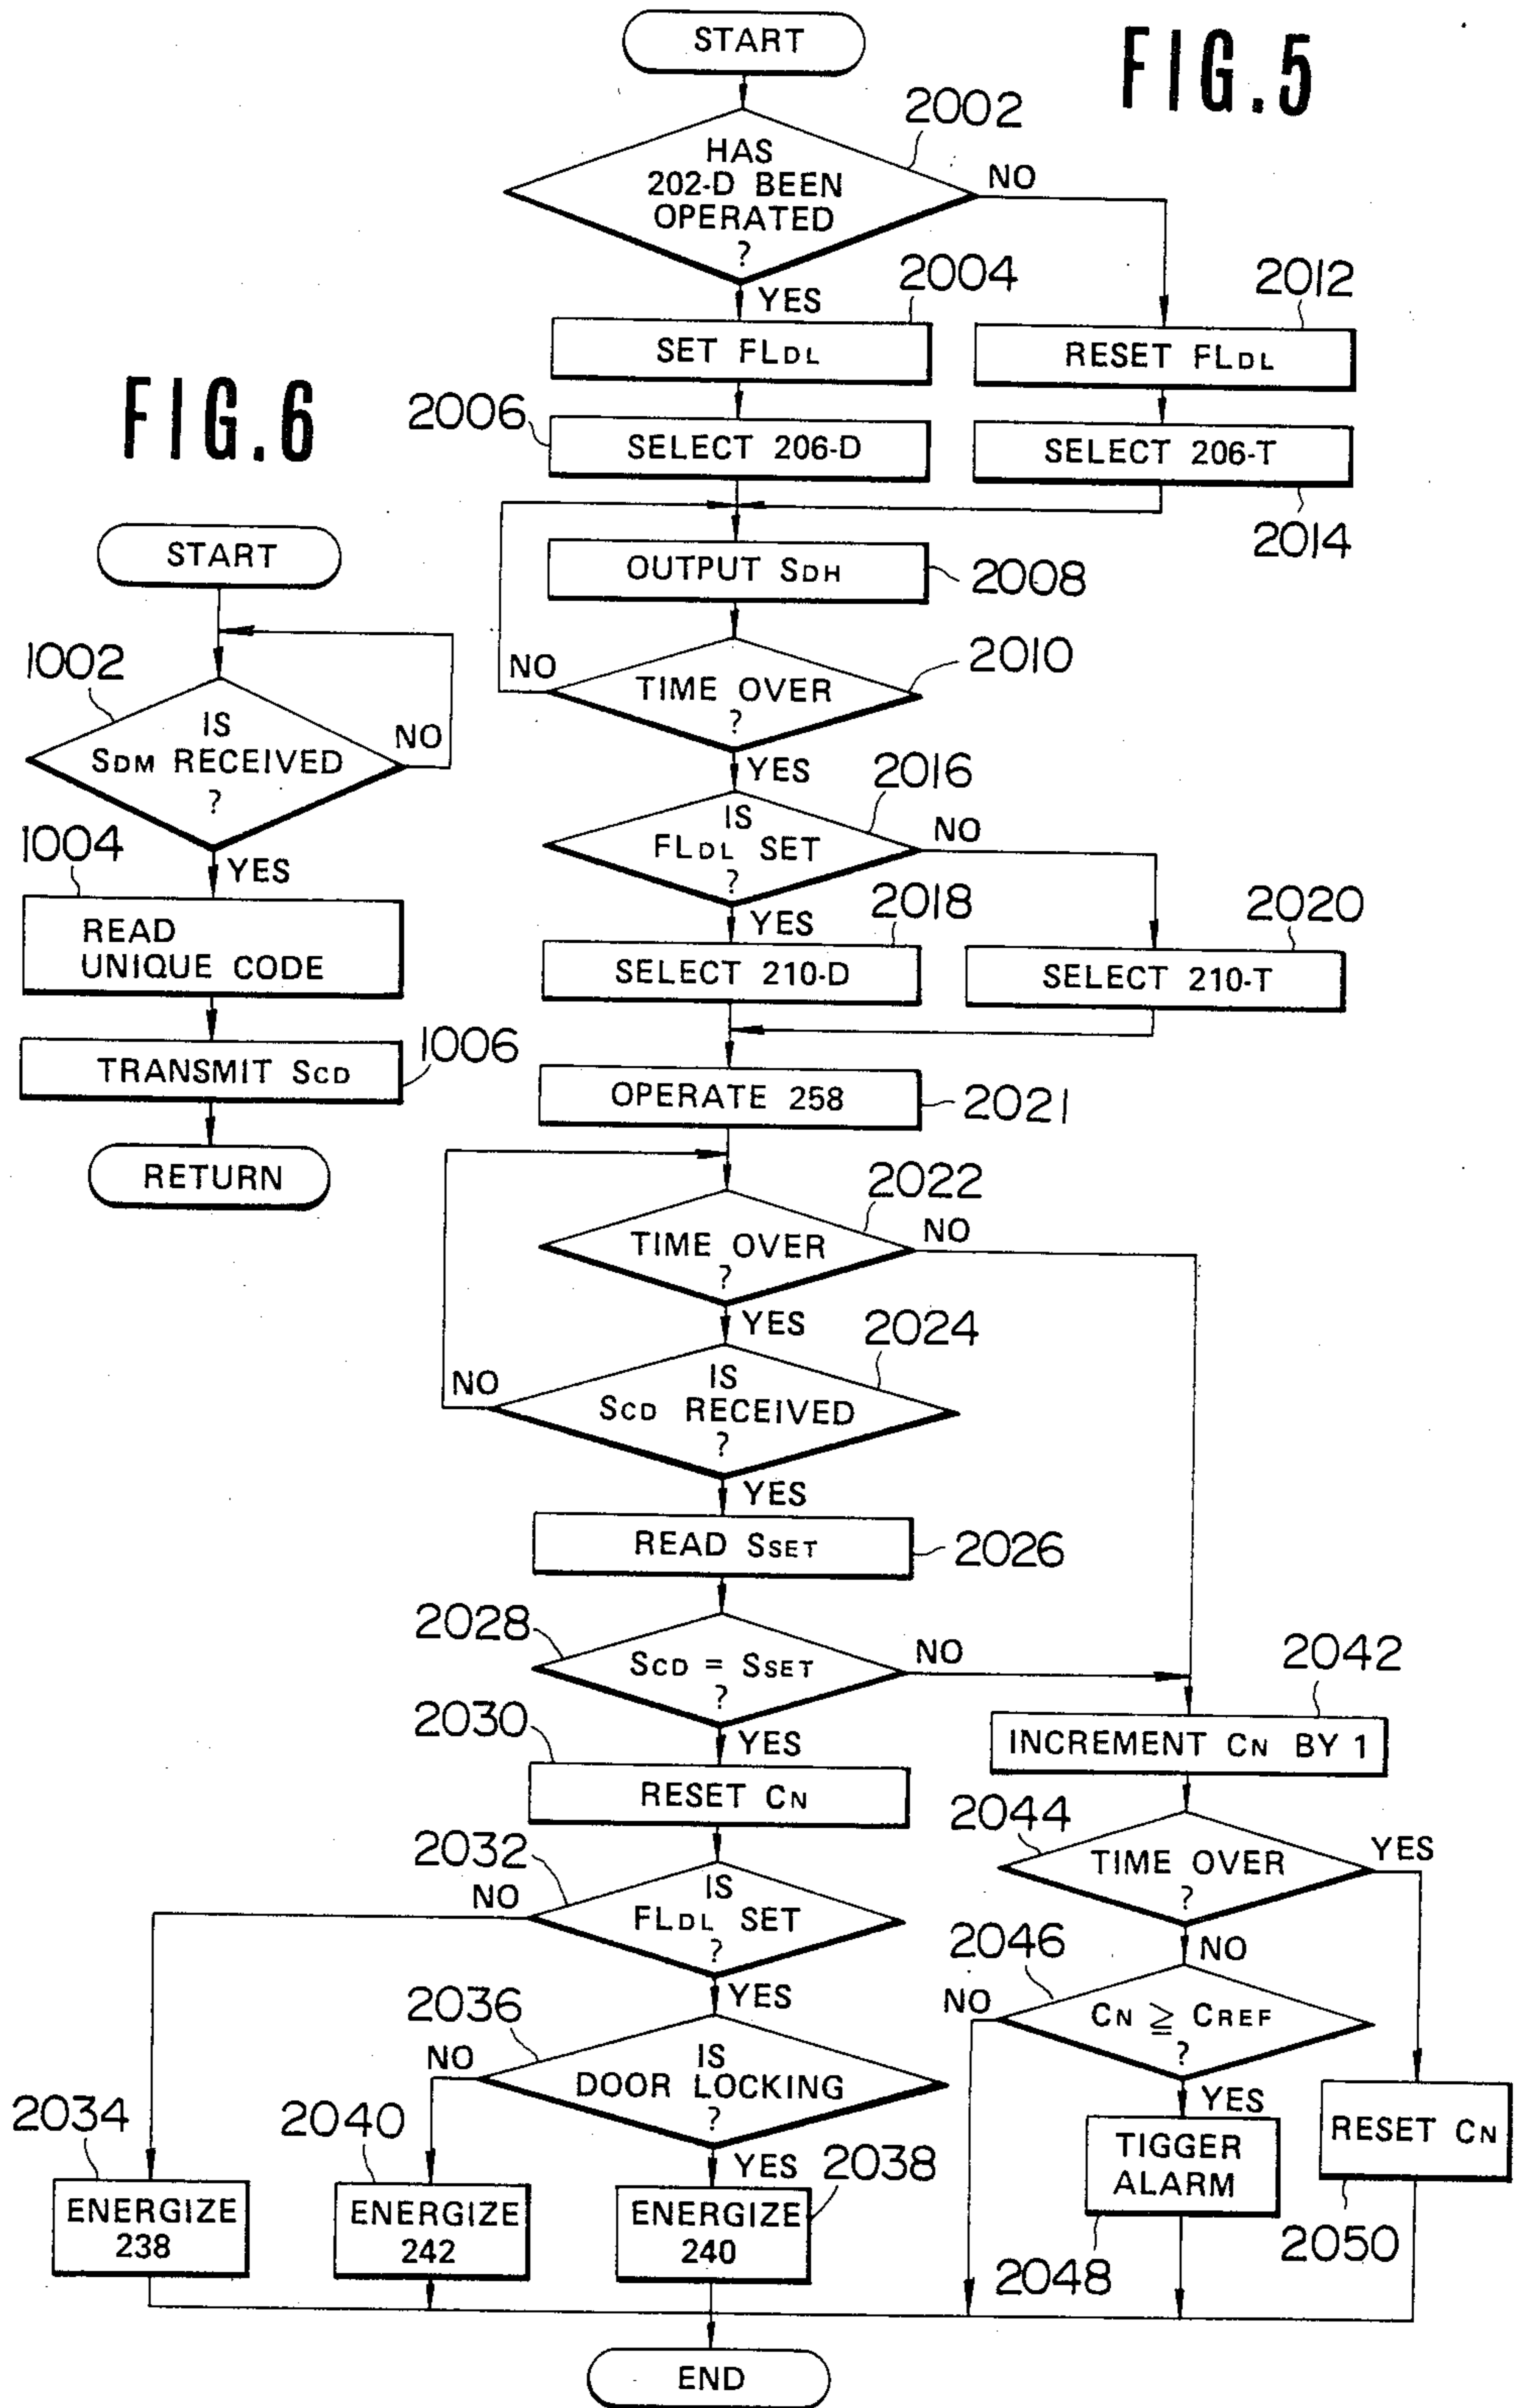 FIG.5
START
2002
HAS
202-D BEEN
OPERATED
?
NO
YES
2004
SET FLDL
2012
RESET FLDL
2006
SELECT 206-D
SELECT 206-T
2014
OUTPUT SDH
2008
NO
TIME OVER
?
2010
YES
2016
IS
FLDL SET
?
NO
YES
2018
SELECT 210-D
2020
SELECT 210-T
OPERATE 258
2021
2022
TIME OVER
?
NO
YES
2024
NO
IS
SCD RECEIVED
?
YES
READ SSET
2026
2028
SCD = SSET
?
NO
YES
2042
INCREMENT CN BY 1
2030
RESET CN
2044
TIME OVER
?
YES
NO
2032
NO
IS
FLDL SET
?
YES
2046
NO
CN ≧ CREF
?
YES
2036
NO
IS
DOOR LOCKING
?
YES
2034
ENERGIZE
238
2040
ENERGIZE
242
2038
ENERGIZE
240
TIGGER
ALARM
2048
RESET CN
2050
END
FIG.6
START
1002
IS
SDM RECEIVED
?
NO
YES
1004
READ
UNIQUE CODE
TRANSMIT SCD
1006
RETURN